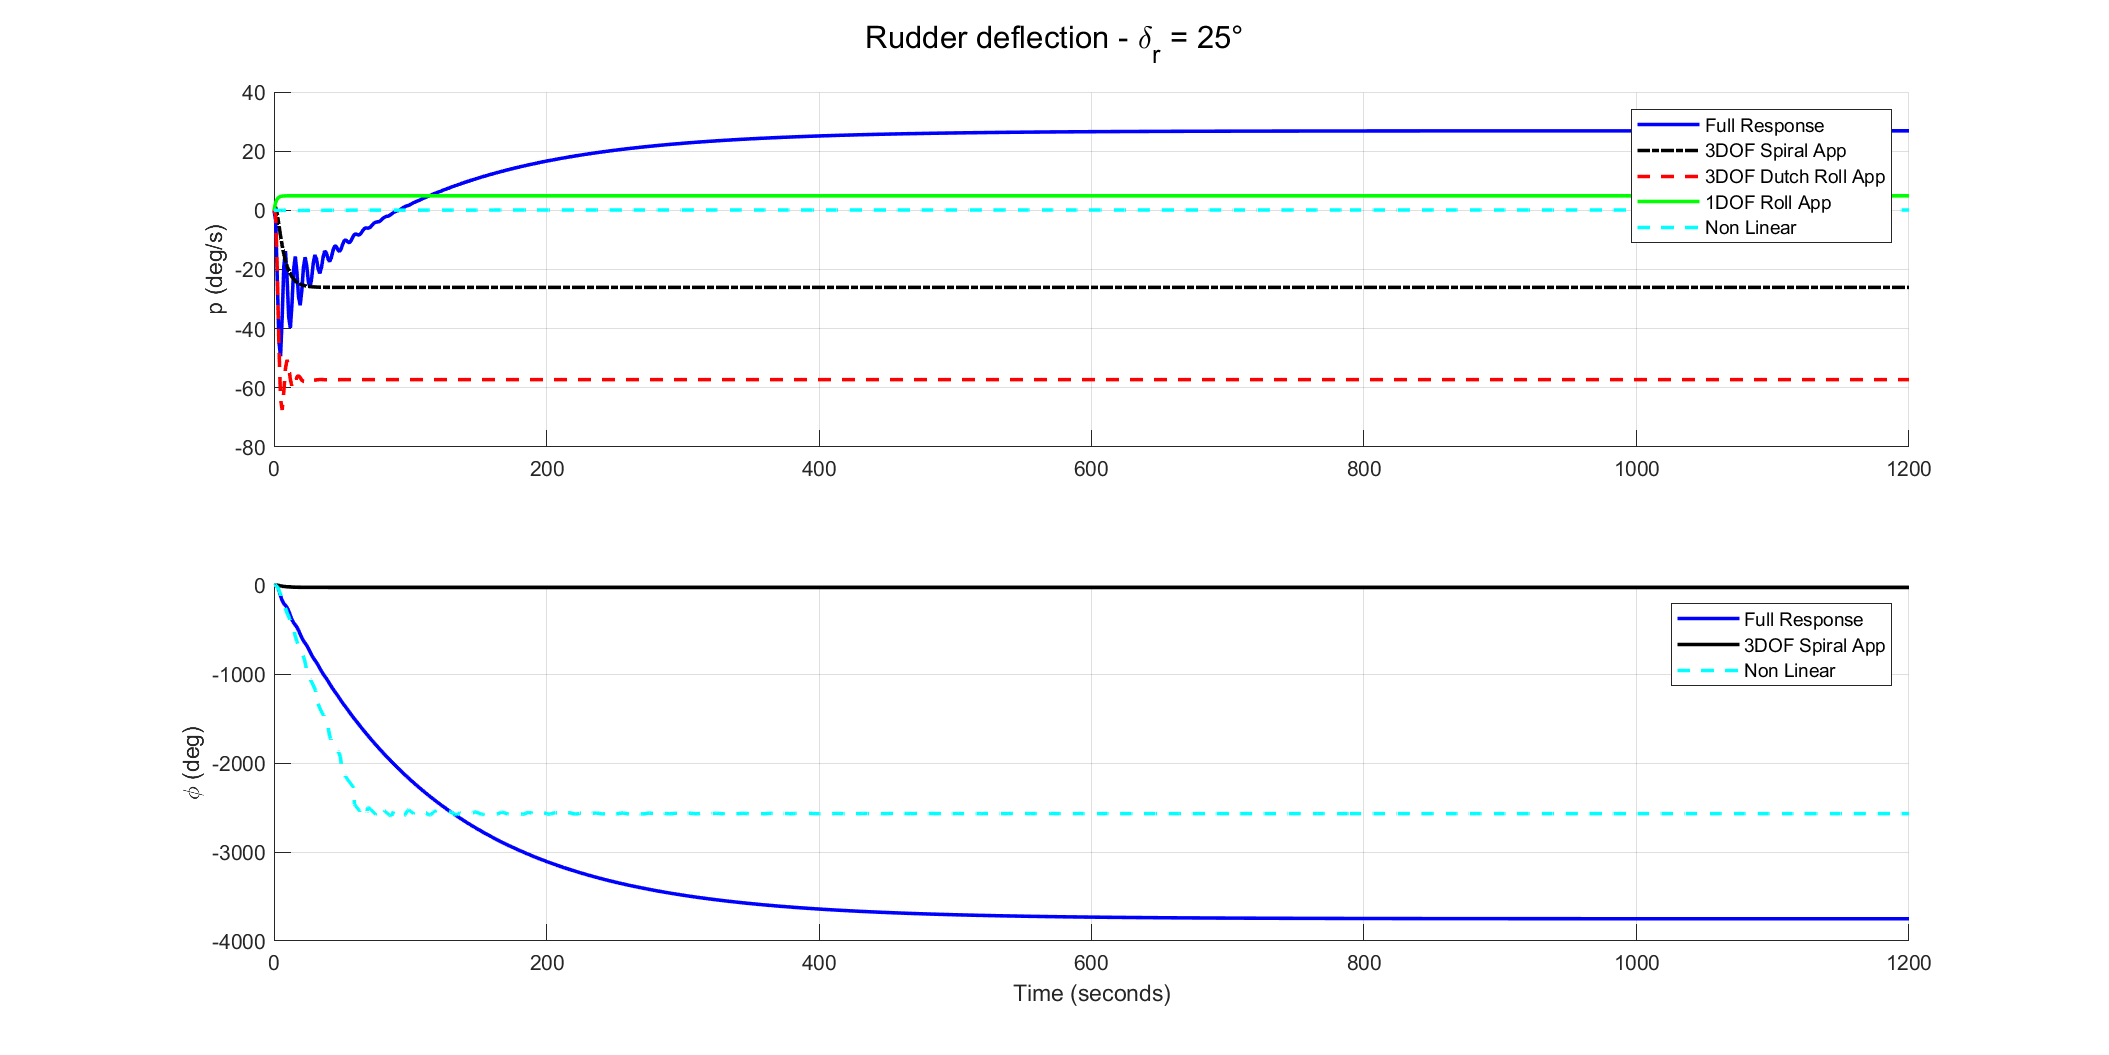 Rudder deflection - δr = 25°
p (deg/s)
40
20
0
-20
-40
-60
-80
0 200 400 600 800 1000 1200
Full Response
3DOF Spiral App
3DOF Dutch Roll App
1DOF Roll App
Non Linear
ϕ (deg)
0
-1000
-2000
-3000
-4000
0 200 400 600 800 1000 1200
Time (seconds)
Full Response
3DOF Spiral App
Non Linear